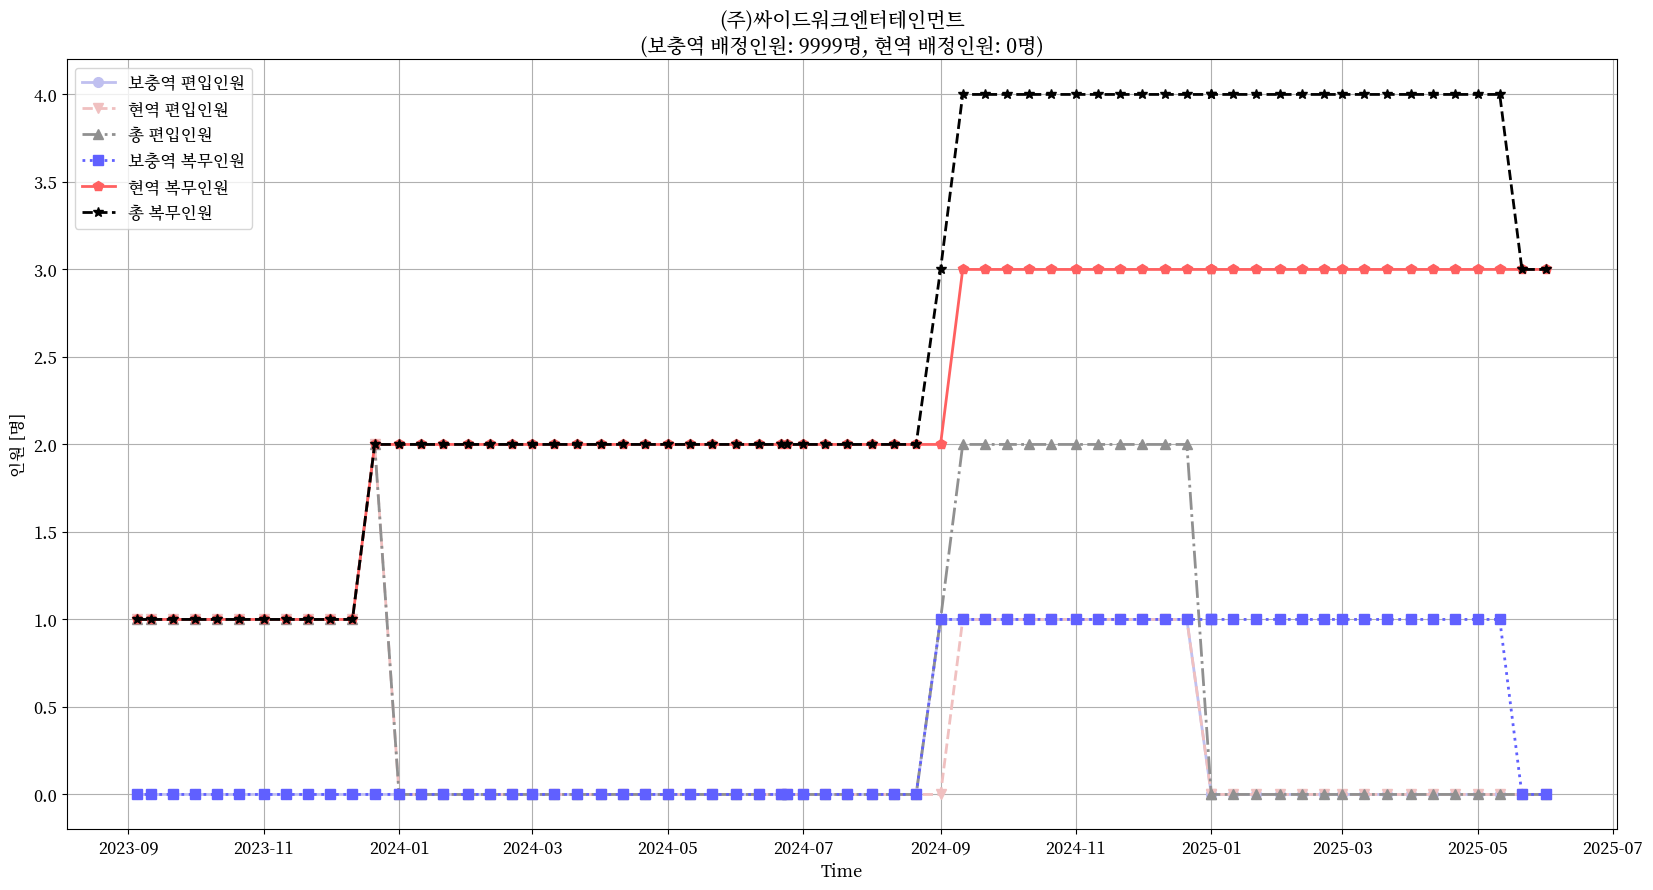 (주)싸이드워크엔터테인먼트
(보충역 배정인원: 9999명, 현역 배정인원: 0명)
보충역 편입인원
현역 편입인원
총 편입인원
보충역 복무인원
현역 복무인원
총 복무인원
4.0
3.5
3.0
2.5
2.0
1.5
1.0
0.5
0.0
인원 [명]
2023-09 2023-11 2024-01 2024-03 2024-05 2024-07 2024-09 2024-11 2025-01 2025-03 2025-05 2025-07
Time